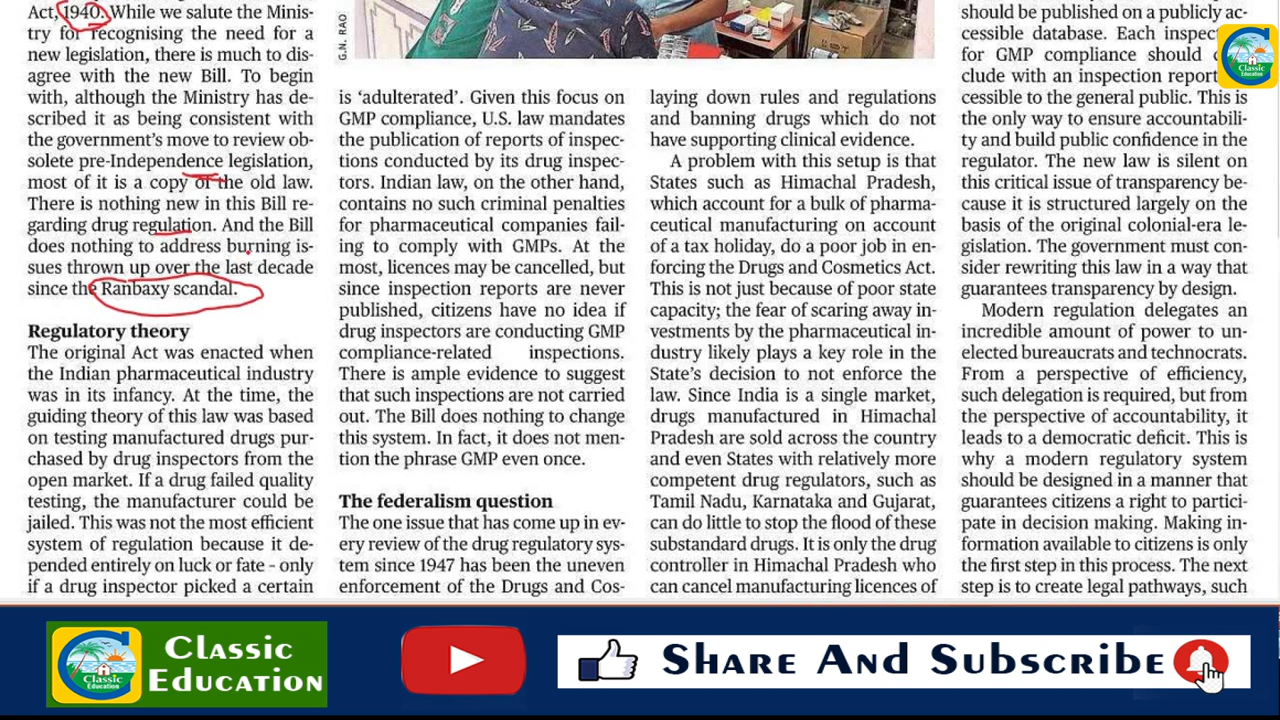 Act, 1940. While we salute the Minis-
try for recognising the need for a
new legislation, there is much to dis-
agree with the new Bill. To begin
with, although the Ministry has de-
scribed it as being consistent with
the government's move to review ob-
solete pre-Independence legislation,
most of it is a copy of the old law.
There is nothing new in this Bill re-
garding drug regulation. And the Bill
does nothing to address burning is-
sues thrown up over the last decade
since the Ranbaxy scandal.
Regulatory theory
The original Act was enacted when
the Indian pharmaceutical industry
was in its infancy. At the time, the
guiding theory of this law was based
on testing manufactured drugs pur-
chased by drug inspectors from the
open market. If a drug failed quality
testing, the manufacturer could be
jailed. This was not the most efficient
system of regulation because it de-
pended entirely on luck or fate – only
if a drug inspector picked a certain
G.N. RAO
is 'adulterated'. Given this focus on
GMP compliance, U.S. law mandates
the publication of reports of inspec-
tions conducted by its drug inspec-
tors. Indian law, on the other hand,
contains no such criminal penalties
for pharmaceutical companies fail-
ing to comply with GMPs. At the
most, licences may be cancelled, but
since inspection reports are never
published, citizens have no idea if
drug inspectors are conducting GMP
compliance-related inspections.
There is ample evidence to suggest
that such inspections are not carried
out. The Bill does nothing to change
this system. In fact, it does not men-
tion the phrase GMP even once.
The federalism question
The one issue that has come up in ev-
ery review of the drug regulatory sys-
tem since 1947 has been the uneven
enforcement of the Drugs and Cos-
laying down rules and regulations
and banning drugs which do not
have supporting clinical evidence.
A problem with this setup is that
States such as Himachal Pradesh,
which account for a bulk of pharma-
ceutical manufacturing on account
of a tax holiday, do a poor job in en-
forcing the Drugs and Cosmetics Act.
This is not just because of poor state
capacity; the fear of scaring away in-
vestments by the pharmaceutical in-
dustry likely plays a key role in the
State's decision to not enforce the
law. Since India is a single market,
drugs manufactured in Himachal
Pradesh are sold across the country
and even States with relatively more
competent drug regulators, such as
Tamil Nadu, Karnataka and Gujarat,
can do little to stop the flood of these
substandard drugs. It is only the drug
controller in Himachal Pradesh who
can cancel manufacturing licences of
should be published on a publicly ac-
cessible database. Each inspec
for GMP compliance should
clude with an inspection report
cessible to the general public. This is
the only way to ensure accountabili-
ty and build public confidence in the
regulator. The new law is silent on
this critical issue of transparency be-
cause it is structured largely on the
basis of the original colonial-era le-
gislation. The government must con-
sider rewriting this law in a way that
guarantees transparency by design.
Modern regulation delegates an
incredible amount of power to un-
elected bureaucrats and technocrats.
From a perspective of efficiency,
such delegation is required, but from
the perspective of accountability, it
leads to a democratic deficit. This is
why a modern regulatory system
should be designed in a manner that
guarantees citizens a right to partici-
pate in decision making. Making in-
formation available to citizens is only
the first step in this process. The next
step is to create legal pathways, such
Classic
Education
Classic
Education
Classic
Education
Share And Subscribe